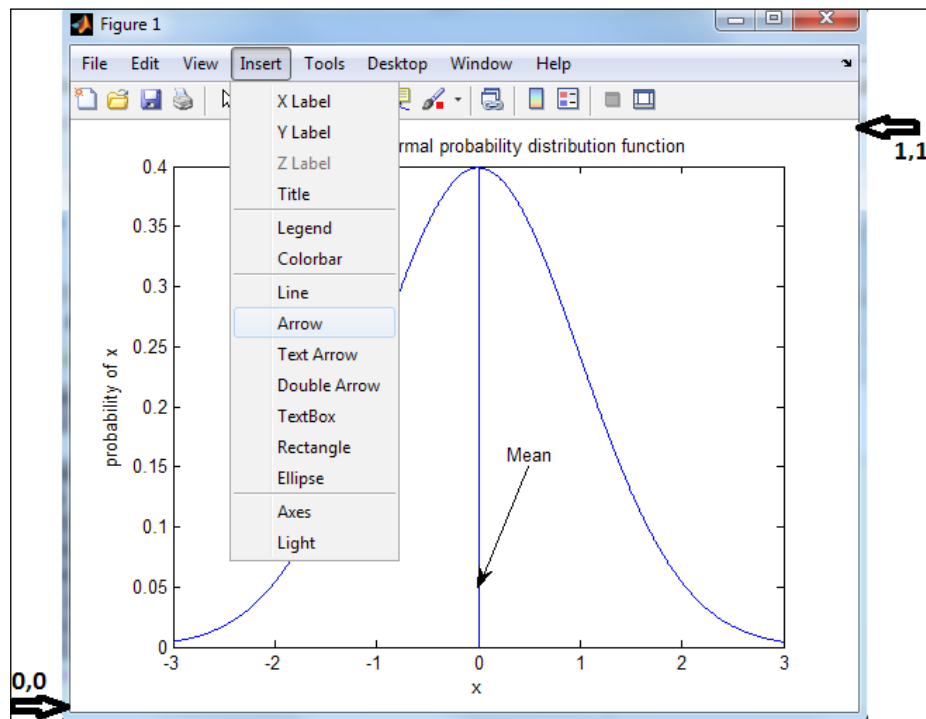 Figure 1
File Edit View Insert Tools Desktop Window Help
X Label
Y Label
Z Label
Title
Legend
Colorbar
Line
Arrow
Text Arrow
Double Arrow
TextBox
Rectangle
Ellipse
Axes
Light
1,1
rmal probability distribution function
0.4
0.35
0.3
0.25
0.2
0.15
0.1
0.05
0
probability of x
Mean
-3 -2 -1 0 1 2 3
x
0,0